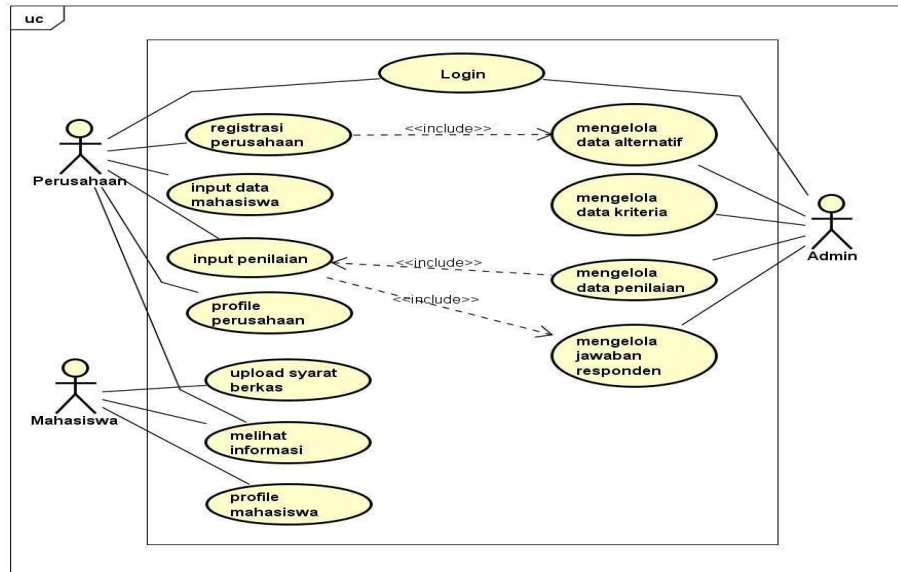 uc
Login
registrasi
perusahaan
<<include>>
mengelola
data alternatif
Perusahaan
input data
mahasiswa
mengelola
data kriteria
input penilaian
<<include>>
mengelola
data penilaian
Admin
<<include>>
profile
perusahaan
mengelola
jawaban
responden
upload syarat
berkas
Mahasiswa
melihat
informasi
profile
mahasiswa